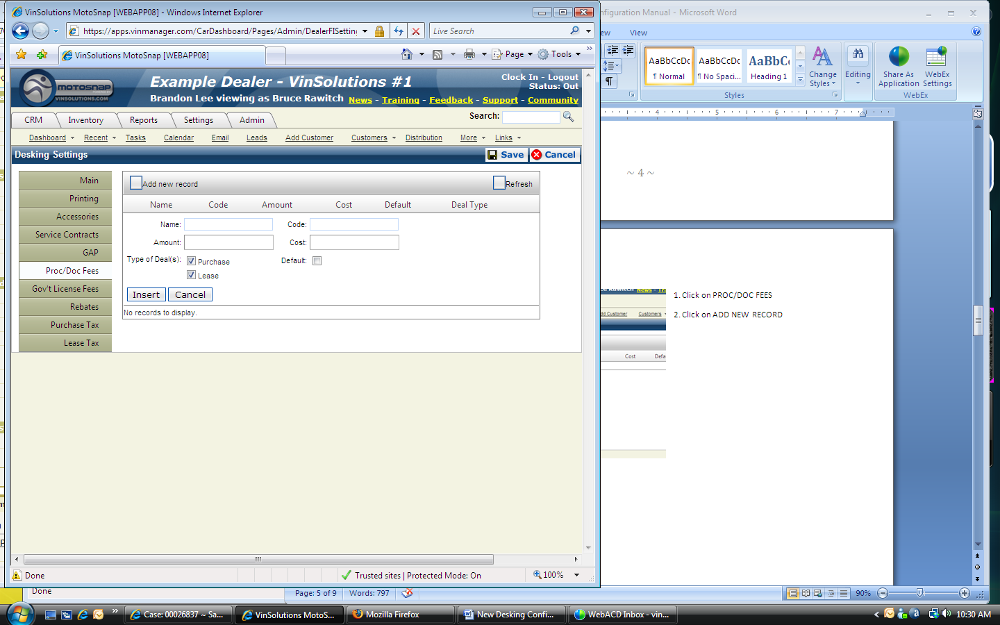 VinSolutions MotoSnap [WEBAPP08] - Windows Internet Explorer
nfiguration Manual - Microsoft Word
https://apps.vinmanager.com/CarDashboard/Pages/Admin/DealerFISettin
Live Search
View
VinSolutions MotoSnap [WEBAPP08]
Page
Tools
AaBbCcDc
AaBbCcDc
AaBbC
¶ Normal
¶ No Spaci...
Heading 1
Change Styles
Editing
Share As Application
WebEx Settings
Styles
WebEx
MOTOSNAP
VINSOLUTIONS.COM
Example Dealer - VinSolutions #1
Clock In - Logout
Status: Out
Brandon Lee viewing as Bruce Rawitch
News - Training - Feedback - Support - Community
CRM
Inventory
Reports
Settings
Admin
Search:
4 5 6 7
Dashboard
Recent
Tasks
Calendar
Email
Leads
Add Customer
Customers
Distribution
More
Links
Desking Settings
Save
Cancel
~ 4 ~
Main
Printing
Accessories
Service Contracts
GAP
Proc/Doc Fees
Gov't License Fees
Rebates
Purchase Tax
Lease Tax
Add new record
Refresh
Name
Code
Amount
Cost
Default
Deal Type
Name:
Code:
Amount:
Cost:
Type of Deal(s):
Purchase
Default:
Lease
Insert
Cancel
No records to display.
News
dd Customer
Customers
Cost
Defa
1. Click on PROC/DOC FEES
2. Click on ADD NEW RECORD
Done
Trusted sites | Protected Mode: On
100%
Done
Page: 5 of 9
Words: 797
90%
Case: 00026837 ~ Sa...
VinSolutions MotoS...
Mozilla Firefox
New Desking Confi...
WebACD Inbox - vin...
10:30 AM